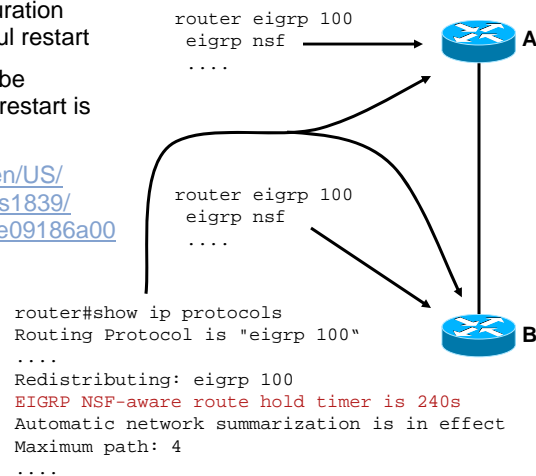 uration
ul restart
be
restart is
en/US/
s1839/
e09186a00
router eigrp 100
eigrp nsf
....
A
router eigrp 100
eigrp nsf
....
B
router#show ip protocols
Routing Protocol is "eigrp 100“
....
Redistributing: eigrp 100
EIGRP NSF-aware route hold timer is 240s
Automatic network summarization is in effect
Maximum path: 4
....